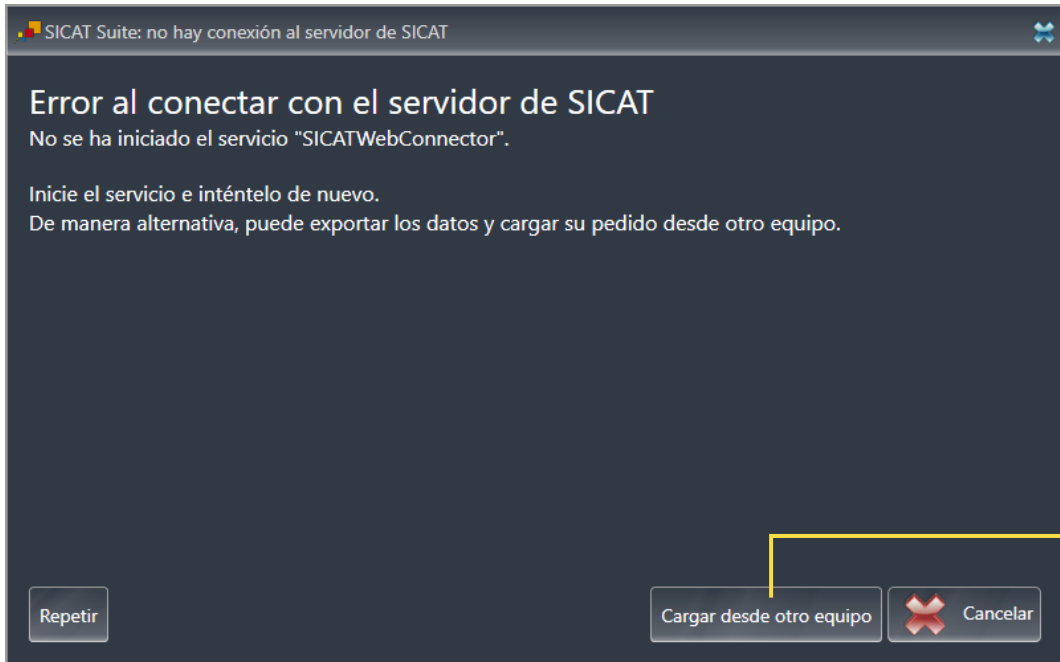 SICAT Suite: no hay conexión al servidor de SICAT
Error al conectar con el servidor de SICAT
No se ha iniciado el servicio "SICATWebConnector".
Inicie el servicio e inténtelo de nuevo.
De manera alternativa, puede exportar los datos y cargar su pedido desde otro equipo.
Repetir
Cargar desde otro equipo
Cancelar